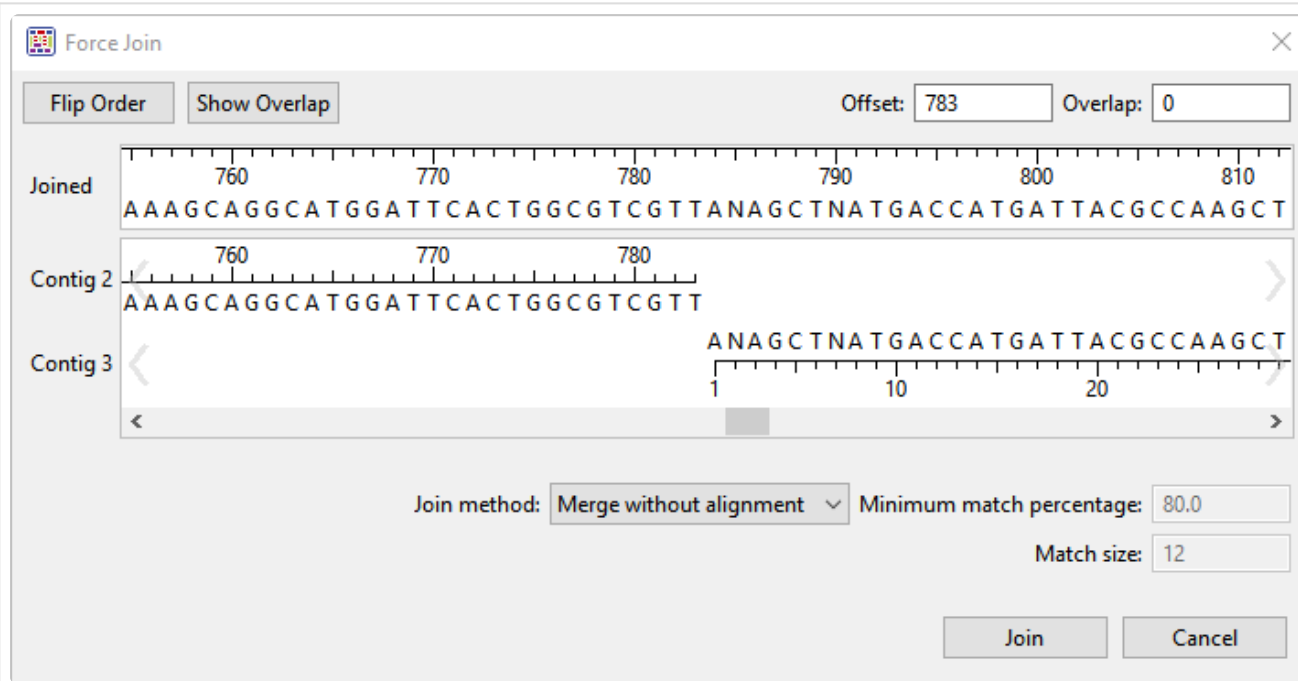 Force Join
Flip Order Show Overlap Offset: 783 Overlap: 0
760 770 780 790 800 810
Joined
AAAGCAGGCATGGATTCACTGGCGTCGTTANAGCTNATGACCATGATTACGCCAAGCT
760 770 780
Contig 2
AAAGCAGGCATGGATTCACTGGCGTCGTT
ANAGCTNATGACCATGATTACGCCAAGCT
Contig 3
1 10 20
Join method: Merge without alignment Minimum match percentage: 80.0
Match size: 12
Join Cancel